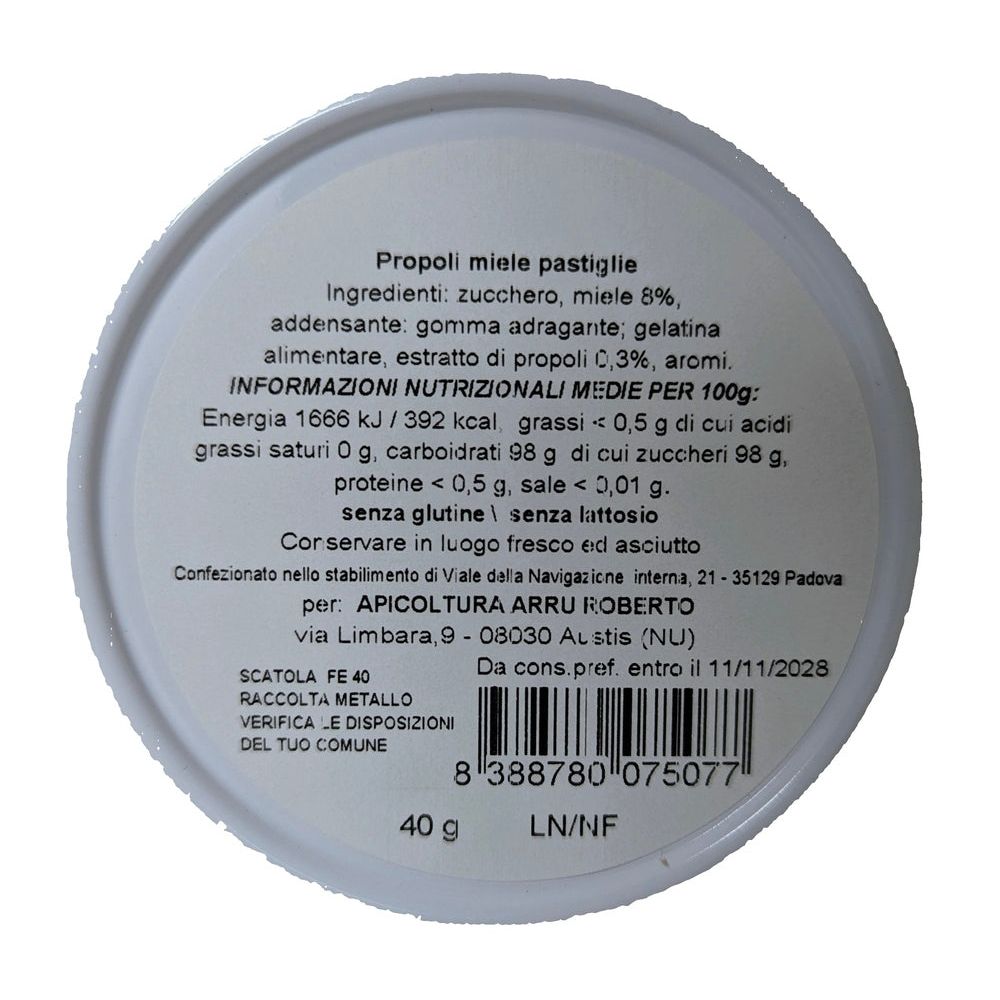 Propoli miele pastiglie
Ingredienti: zucchero, miele 8%,
addensante: gomma adragante; gelatina
alimentare, estratto di propoli 0,3%, aromi.
INFORMAZIONI NUTRIZIONALI MEDIE PER 100g:
Energia 1666 kJ / 392 kcal, grassi < 0,5 g di cui acidi
grassi saturi 0 g, carboidrati 98 g di cui zuccheri 98 g,
proteine < 0,5 g, sale < 0,01 g.
senza glutine \ senza lattosio
Conservare in luogo fresco ed asciutto
Confezionato nello stabilimento di Viale della Navigazione interna, 21 - 35129 Padova
per: APICOLTURA ARRU ROBERTO
via Limbara,9 - 08030 Austis (NU)
Da cons.pref. entro il 11/11/2028
SCATOLA FE 40
RACCOLTA METALLO
VERIFICA LE DISPOSIZIONI
DEL TUO COMUNE
8 388780 075077
40 g LN/NF